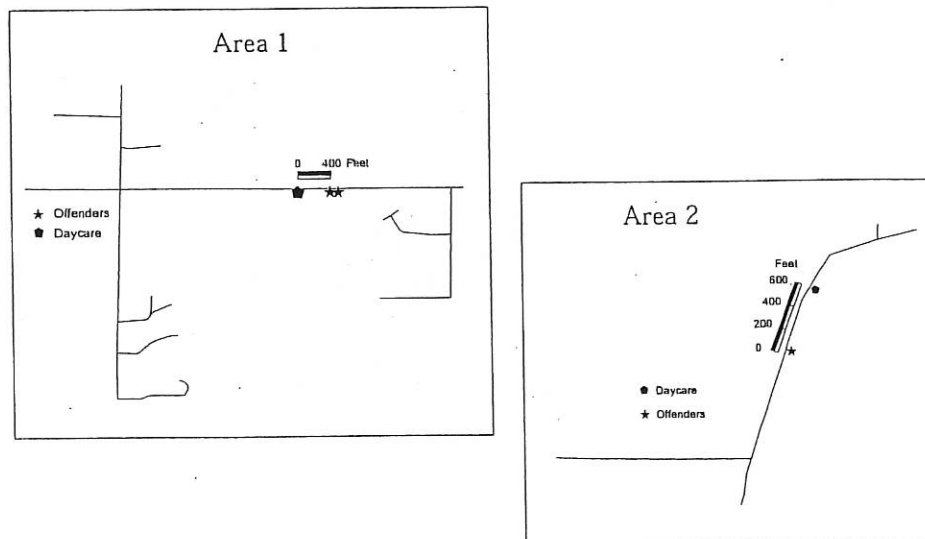 Area 1
0 400 Feet
Offenders
Daycare
Area 2
Feet
600
400
200
0
Daycare
Offenders